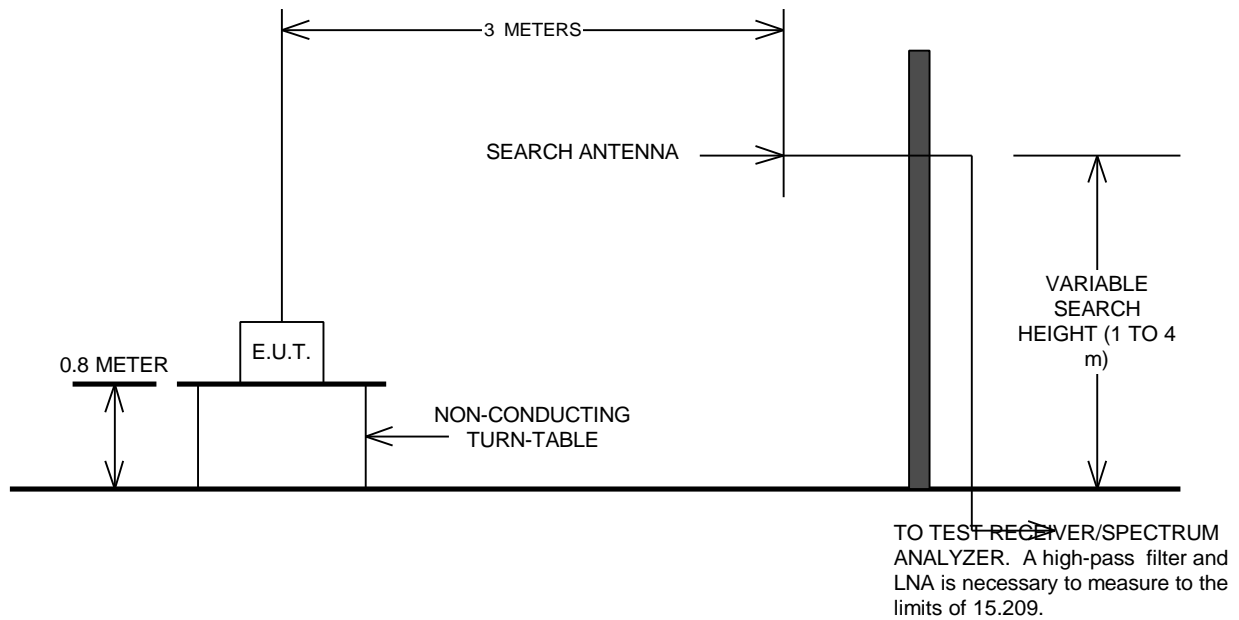 3 METERS
SEARCH ANTENNA
VARIABLE
SEARCH
HEIGHT (1 TO 4
m)
E.U.T.
0.8 METER
NON-CONDUCTING
TURN-TABLE
TO TEST RECEIVER/SPECTRUM
ANALYZER. A high-pass filter and
LNA is necessary to measure to the
limits of 15.209.